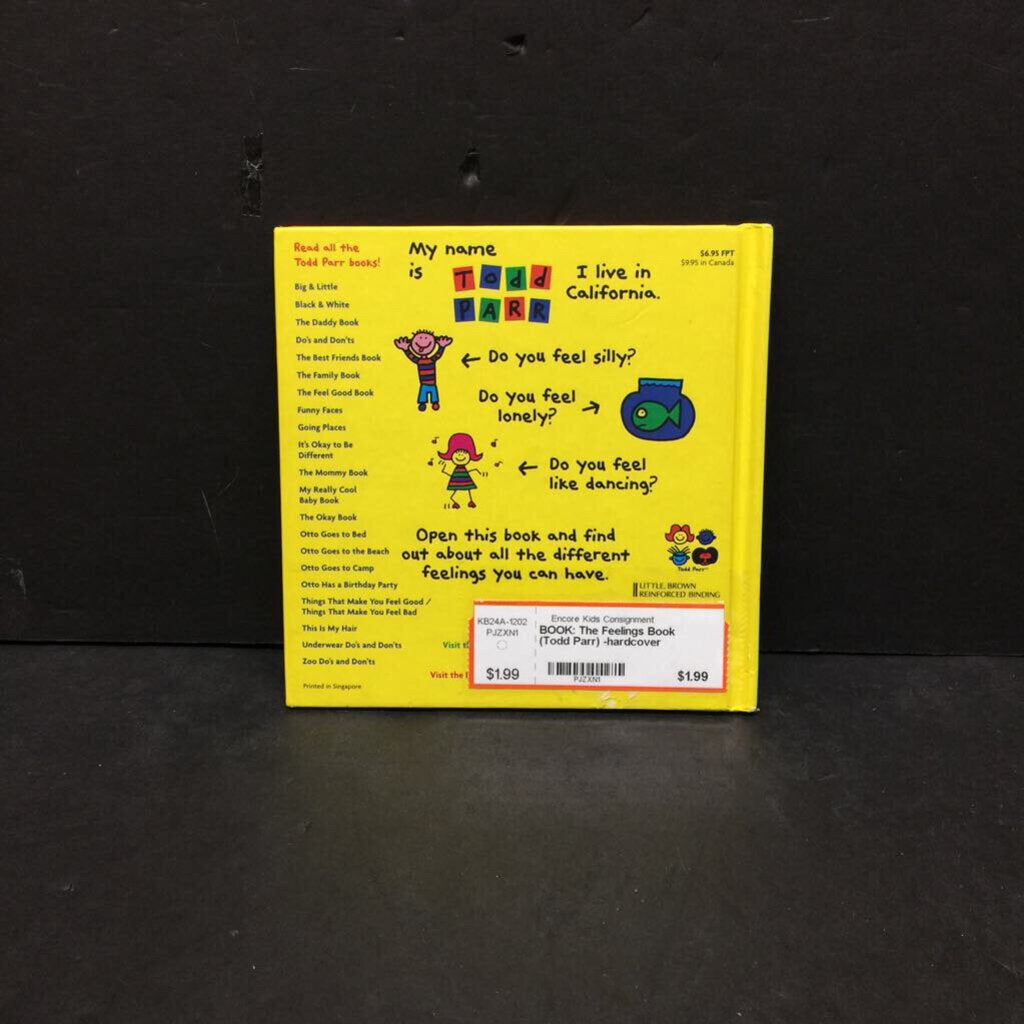 Read all the
Todd Parr books!
Big & Little
Black & White
The Daddy Book
Do's and Don'ts
The Best Friends Book
The Family Book
The Feel Good Book
Funny Faces
Going Places
It's Okay to Be
Different
The Mommy Book
My Really Cool
Baby Book
The Okay Book
Otto Goes to Bed
Otto Goes to the Beach
Otto Goes to Camp
Otto Has a Birthday Party
Things That Make You Feel Good /
Things That Make You Feel Bad
This Is My Hair
Underwear Do's and Don'ts
Zoo Do's and Don'ts
Printed in Singapore
My name
is
Todd
PARR
I live in
California.
$6.95 FPT
$9.95 in Canada
← Do you feel silly?
Do you feel
lonely? →
← Do you feel
like dancing?
Open this book and find
out about all the different
feelings you can have.
Todd Parr™
LITTLE, BROWN
REINFORCED BINDING
Visit
Visit the
KB24A-1202
PJZXN1
$1.99
Encore Kids Consignment
BOOK: The Feelings Book
(Todd Parr) -hardcover
PJZXN1
$1.99